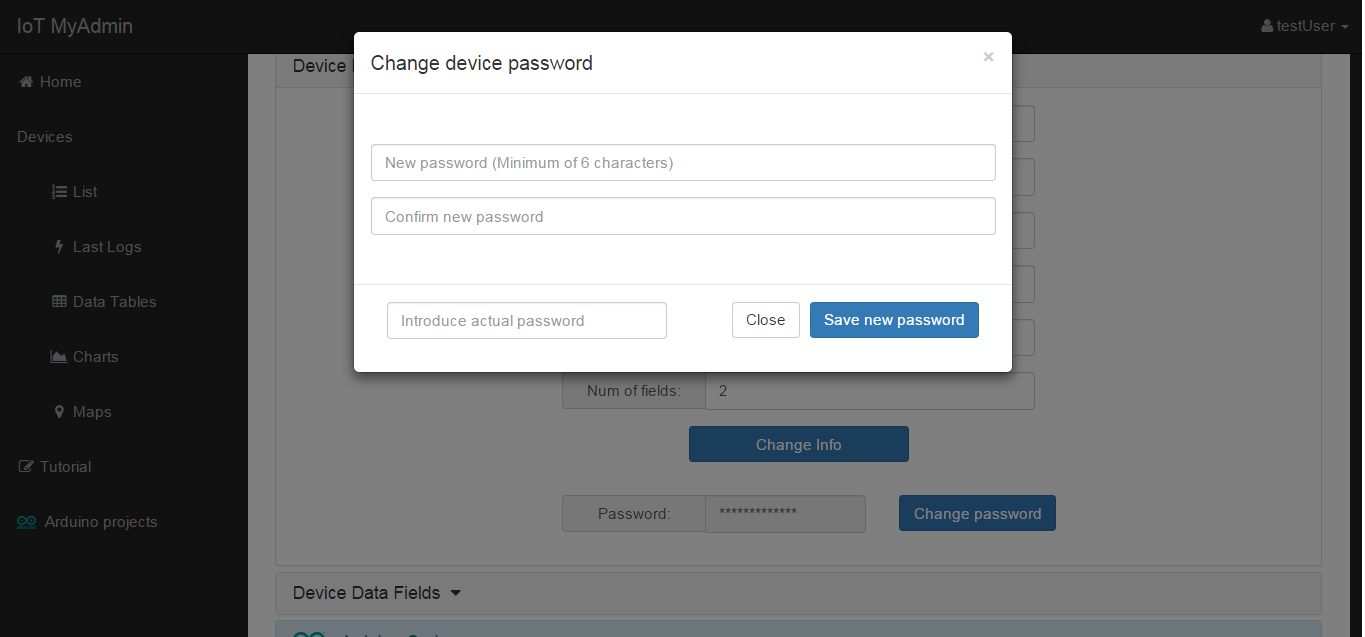 IoT MyAdmin
testUser
Home
Devices
List
Last Logs
Data Tables
Charts
Maps
Tutorial
Arduino projects
Device
Change device password
×
New password (Minimum of 6 characters)
Confirm new password
Introduce actual password
Close
Save new password
Num of fields:
2
Change Info
Password:
*************
Change password
Device Data Fields